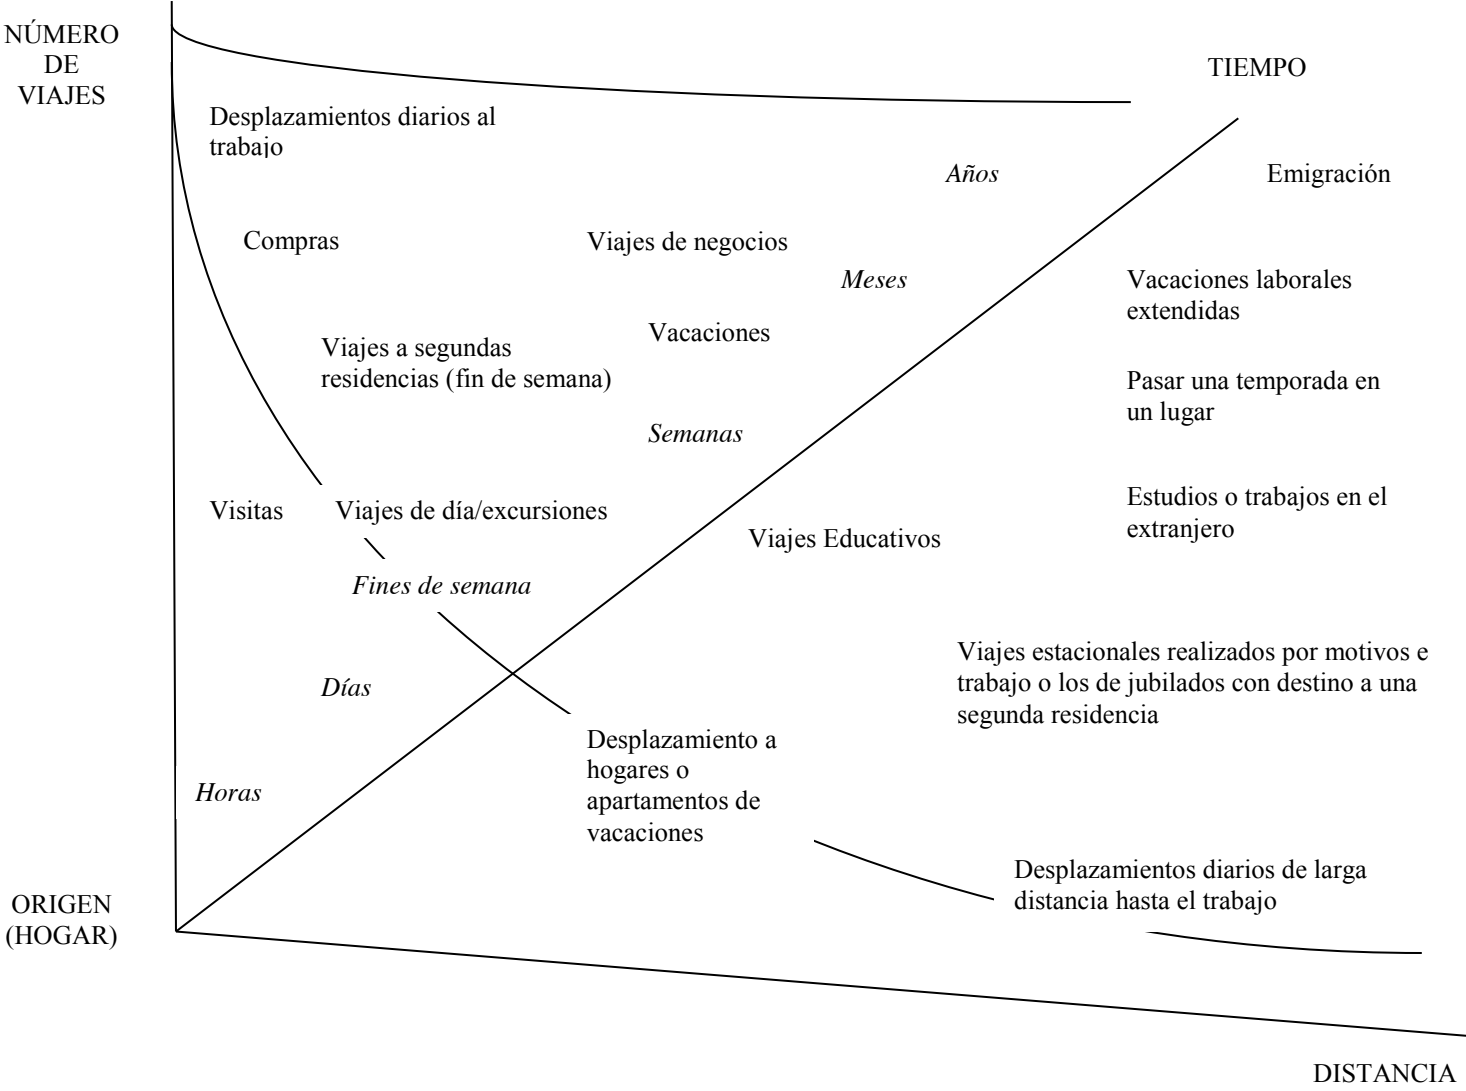 NÚMERO
DE
VIAJES
TIEMPO
Desplazamientos diarios al
trabajo
Años
Emigración
Compras
Viajes de negocios
Meses
Vacaciones laborales
extendidas
Vacaciones
Viajes a segundas
residencias (fin de semana)
Pasar una temporada en
un lugar
Semanas
Visitas
Viajes de día/excursiones
Estudios o trabajos en el
extranjero
Viajes Educativos
Fines de semana
Viajes estacionales realizados por motivos e
trabajo o los de jubilados con destino a una
segunda residencia
Días
Desplazamiento a
hogares o
apartamentos de
vacaciones
Horas
Desplazamientos diarios de larga
distancia hasta el trabajo
ORIGEN
(HOGAR)
DISTANCIA